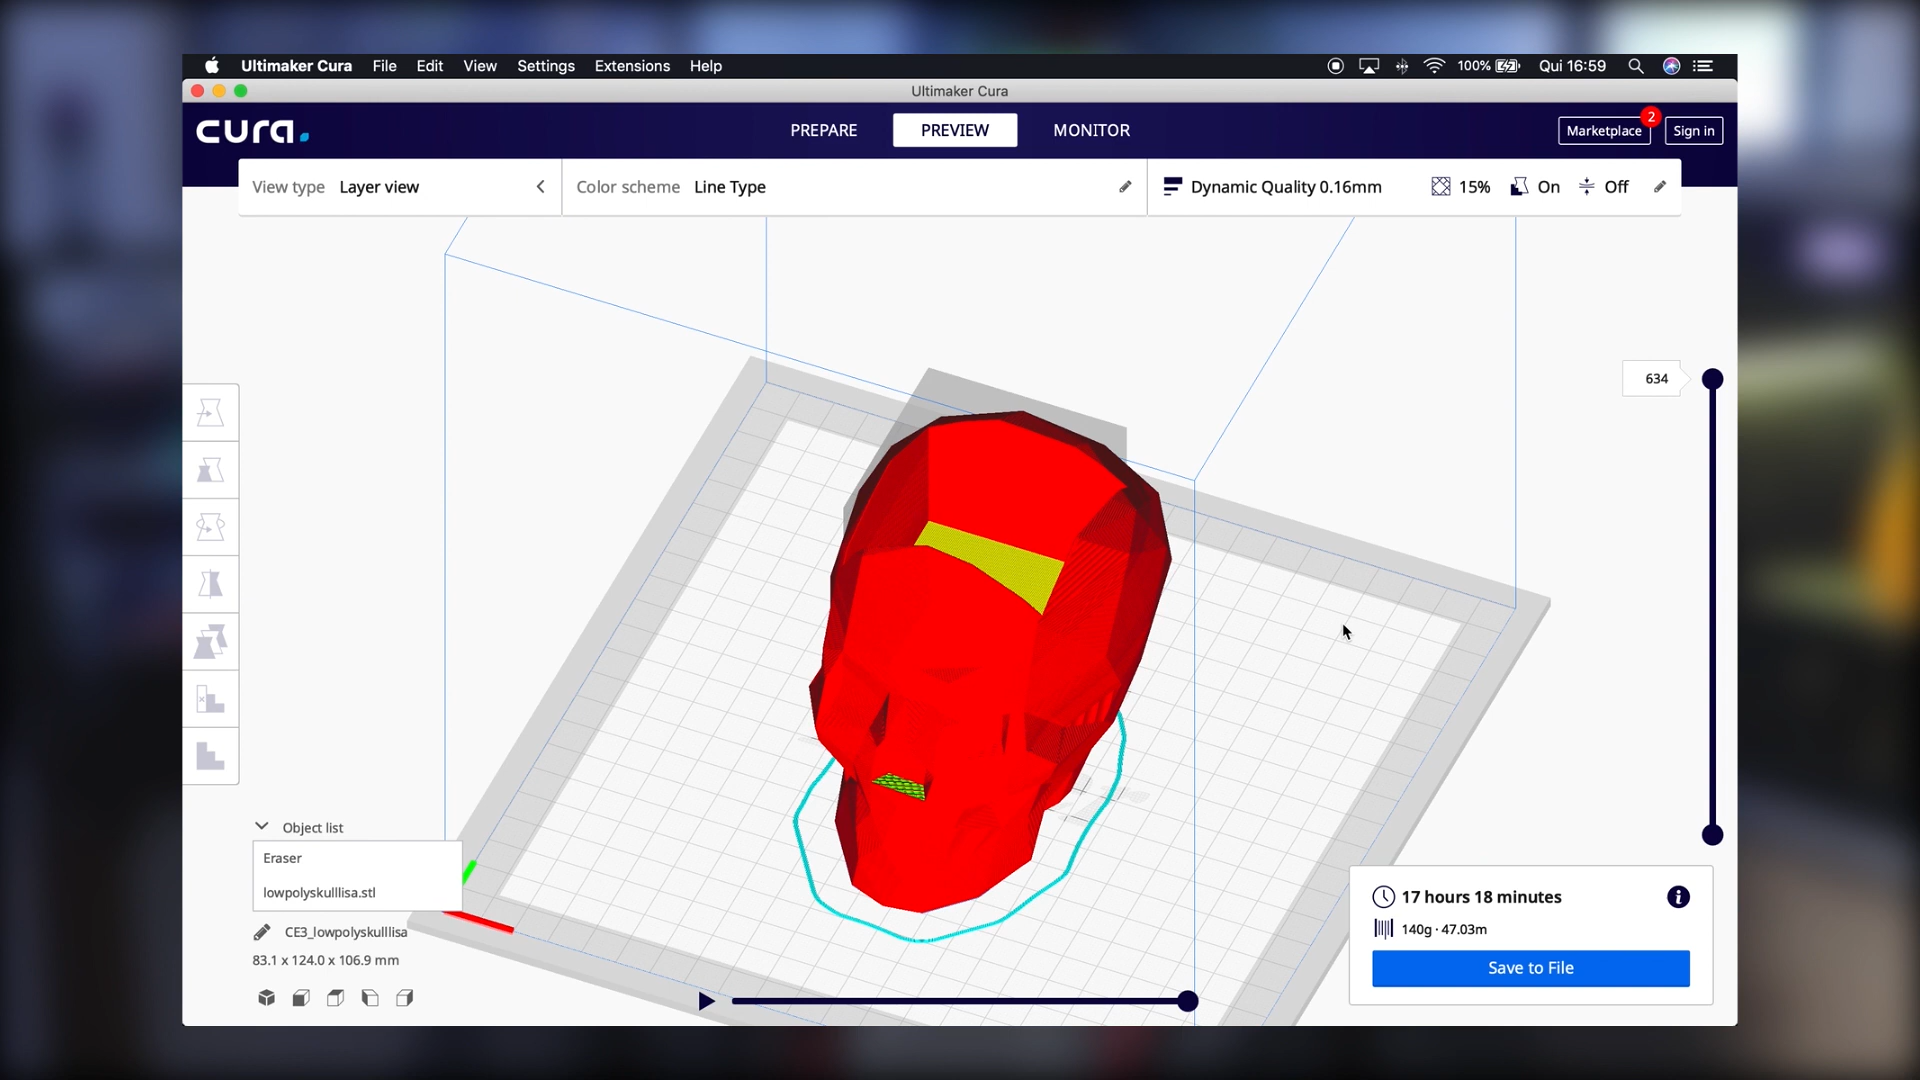 Ultimaker Cura File Edit View Settings Extensions Help 100% Qui 16:59
Ultimaker Cura
cura. PREPARE PREVIEW MONITOR Marketplace 2 Sign in
View type Layer view Color scheme Line Type Dynamic Quality 0.16mm 15% On Off
634
Object list
Eraser
lowpolyskulllisa.stl
CE3_lowpolyskulllisa
83.1 x 124.0 x 106.9 mm
17 hours 18 minutes
140g · 47.03m
Save to File